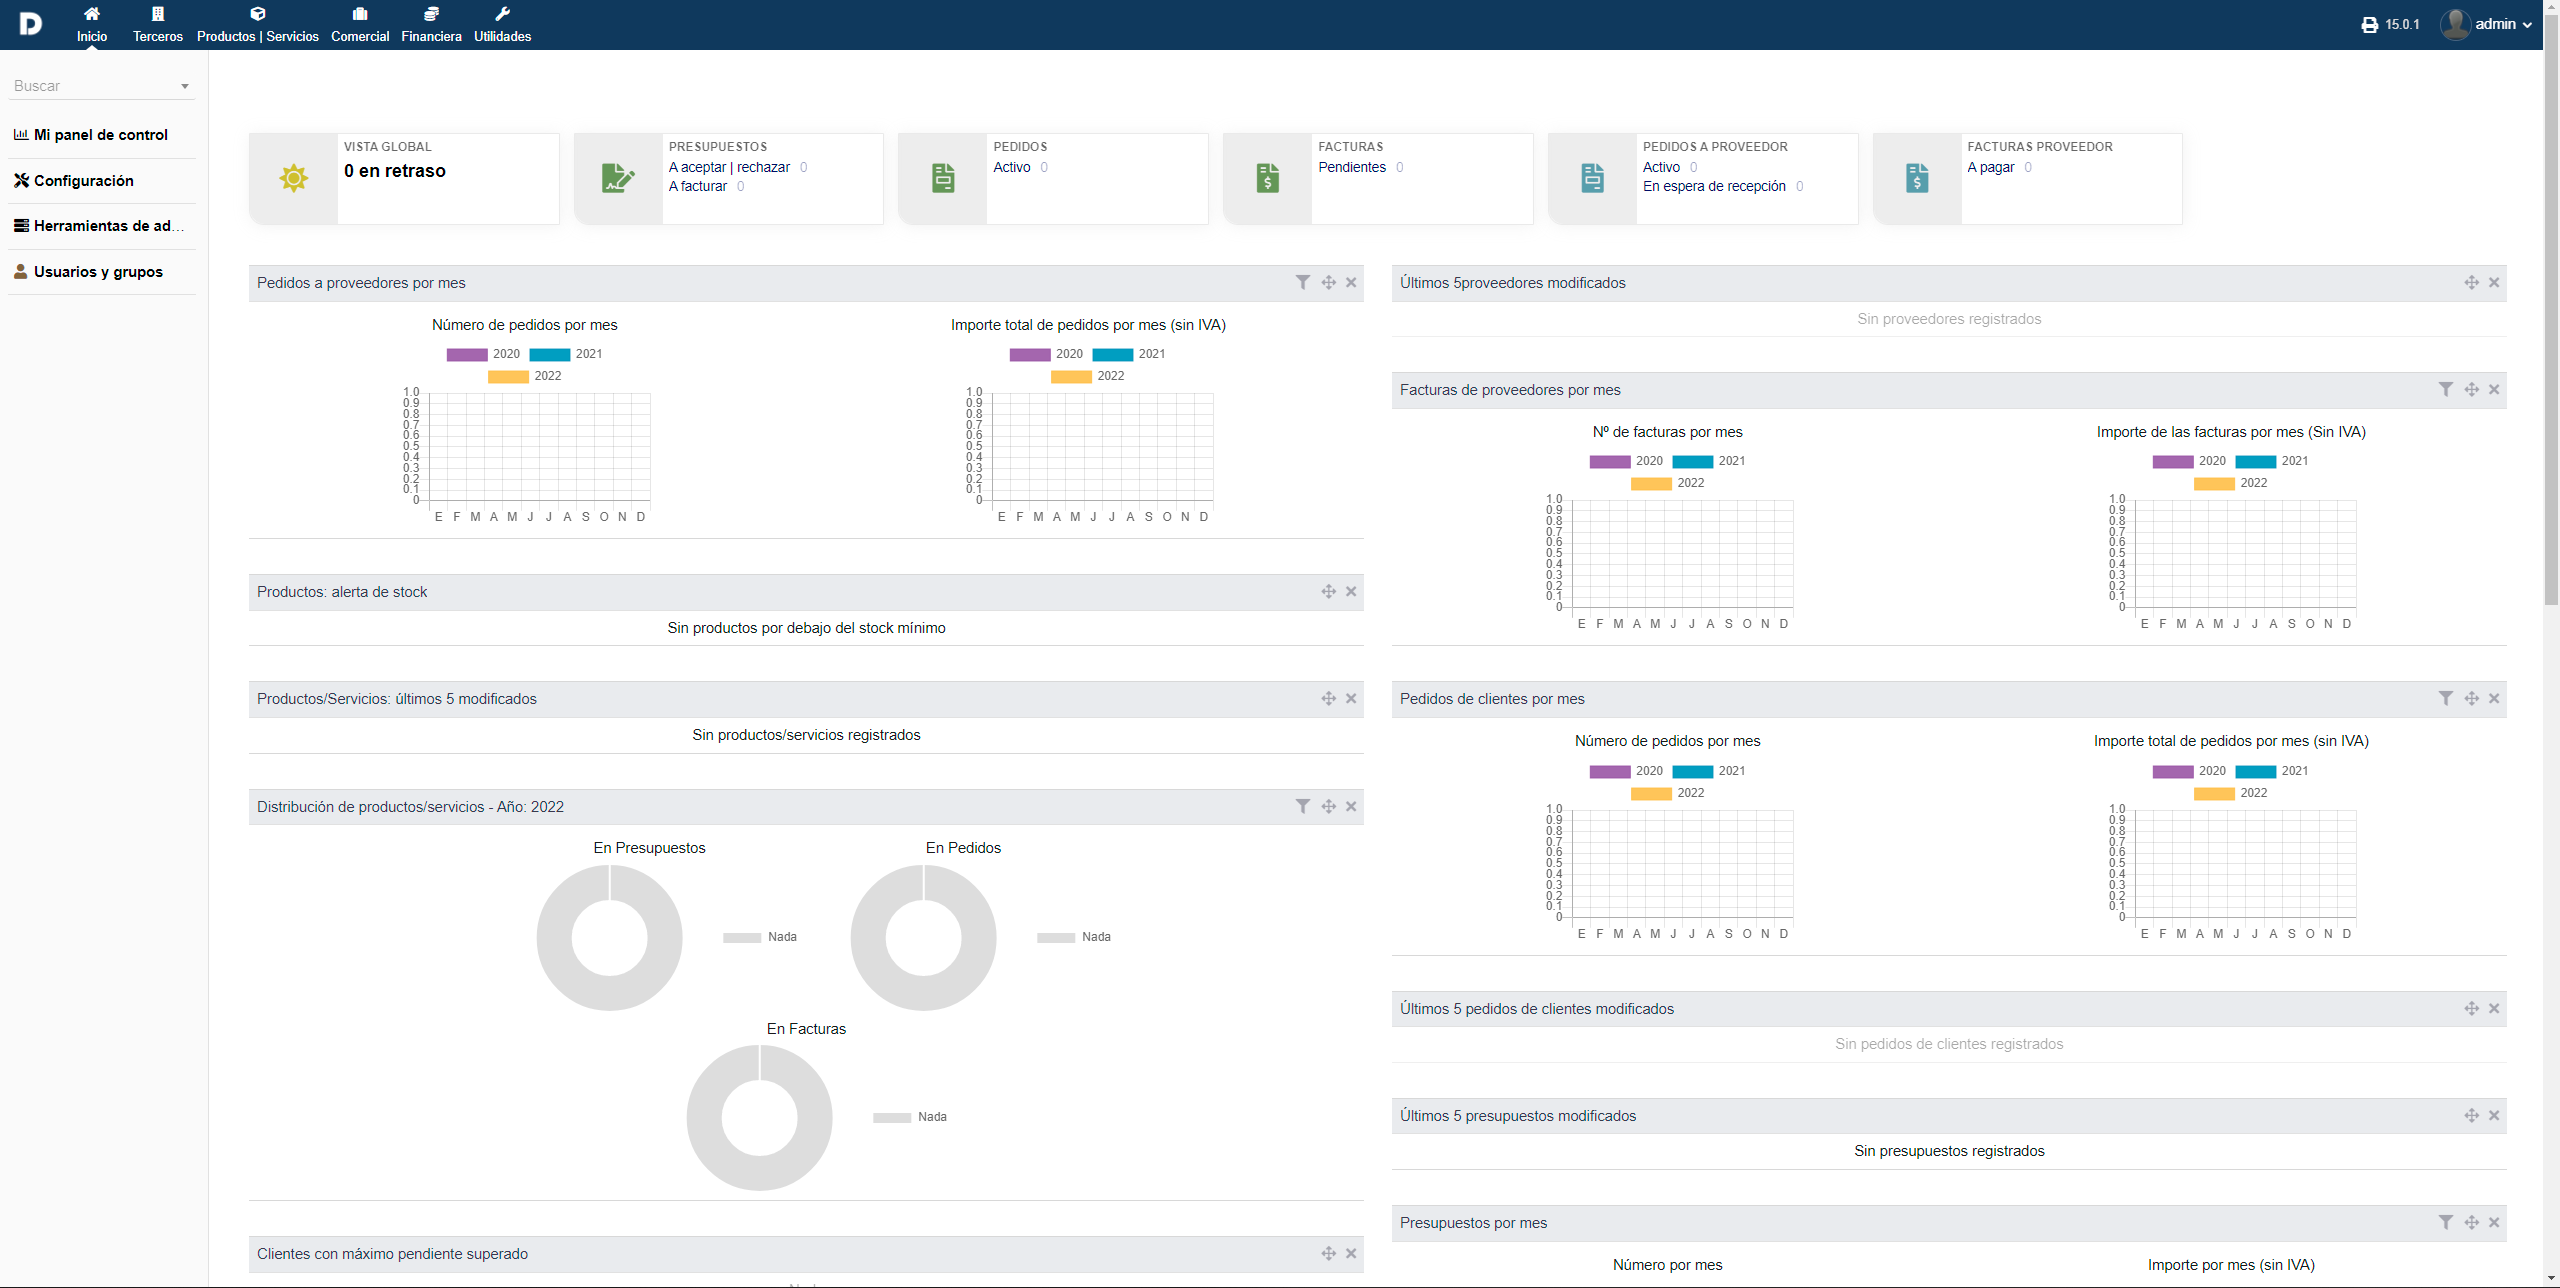 Inicio
Terceros
Productos | Servicios
Comercial
Financiera
Utilidades
15.0.1
admin
Buscar
Mi panel de control
Configuración
Herramientas de ad...
Usuarios y grupos
VISTA GLOBAL
0 en retraso
PRESUPUESTOS
A aceptar | rechazar 0
A facturar 0
PEDIDOS
Activo 0
FACTURAS
Pendientes 0
PEDIDOS A PROVEEDOR
Activo 0
En espera de recepción 0
FACTURAS PROVEEDOR
A pagar 0
Pedidos a proveedores por mes
Número de pedidos por mes
2020 2021
2022
1.0
0.9
0.8
0.7
0.6
0.5
0.4
0.3
0.2
0.1
0
E F M A M J J A S O N D
Importe total de pedidos por mes (sin IVA)
2020 2021
2022
1.0
0.9
0.8
0.7
0.6
0.5
0.4
0.3
0.2
0.1
0
E F M A M J J A S O N D
Productos: alerta de stock
Sin productos por debajo del stock mínimo
Productos/Servicios: últimos 5 modificados
Sin productos/servicios registrados
Distribución de productos/servicios - Año: 2022
En Presupuestos
Nada
En Pedidos
Nada
En Facturas
Nada
Clientes con máximo pendiente superado
Últimos 5proveedores modificados
Sin proveedores registrados
Facturas de proveedores por mes
Nº de facturas por mes
2020 2021
2022
1.0
0.9
0.8
0.7
0.6
0.5
0.4
0.3
0.2
0.1
0
E F M A M J J A S O N D
Importe de las facturas por mes (Sin IVA)
2020 2021
2022
1.0
0.9
0.8
0.7
0.6
0.5
0.4
0.3
0.2
0.1
0
E F M A M J J A S O N D
Pedidos de clientes por mes
Número de pedidos por mes
2020 2021
2022
1.0
0.9
0.8
0.7
0.6
0.5
0.4
0.3
0.2
0.1
0
E F M A M J J A S O N D
Importe total de pedidos por mes (sin IVA)
2020 2021
2022
1.0
0.9
0.8
0.7
0.6
0.5
0.4
0.3
0.2
0.1
0
E F M A M J J A S O N D
Últimos 5 pedidos de clientes modificados
Sin pedidos de clientes registrados
Últimos 5 presupuestos modificados
Sin presupuestos registrados
Presupuestos por mes
Número por mes
Importe por mes (sin IVA)